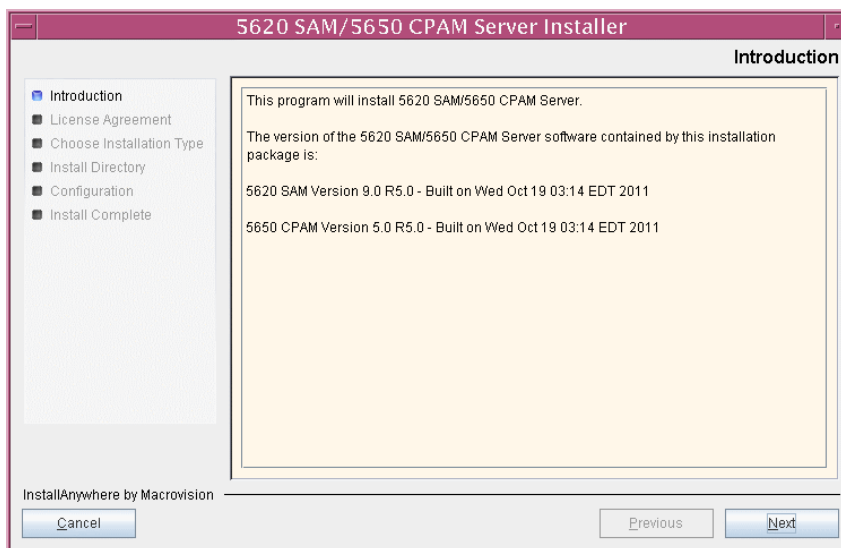 5620 SAM/5650 CPAM Server Installer
Introduction
Introduction
License Agreement
Choose Installation Type
Install Directory
Configuration
Install Complete
This program will install 5620 SAM/5650 CPAM Server.
The version of the 5620 SAM/5650 CPAM Server software contained by this installation
package is:
5620 SAM Version 9.0 R5.0 - Built on Wed Oct 19 03:14 EDT 2011
5650 CPAM Version 5.0 R5.0 - Built on Wed Oct 19 03:14 EDT 2011
InstallAnywhere by Macrovision
Cancel
Previous
Next